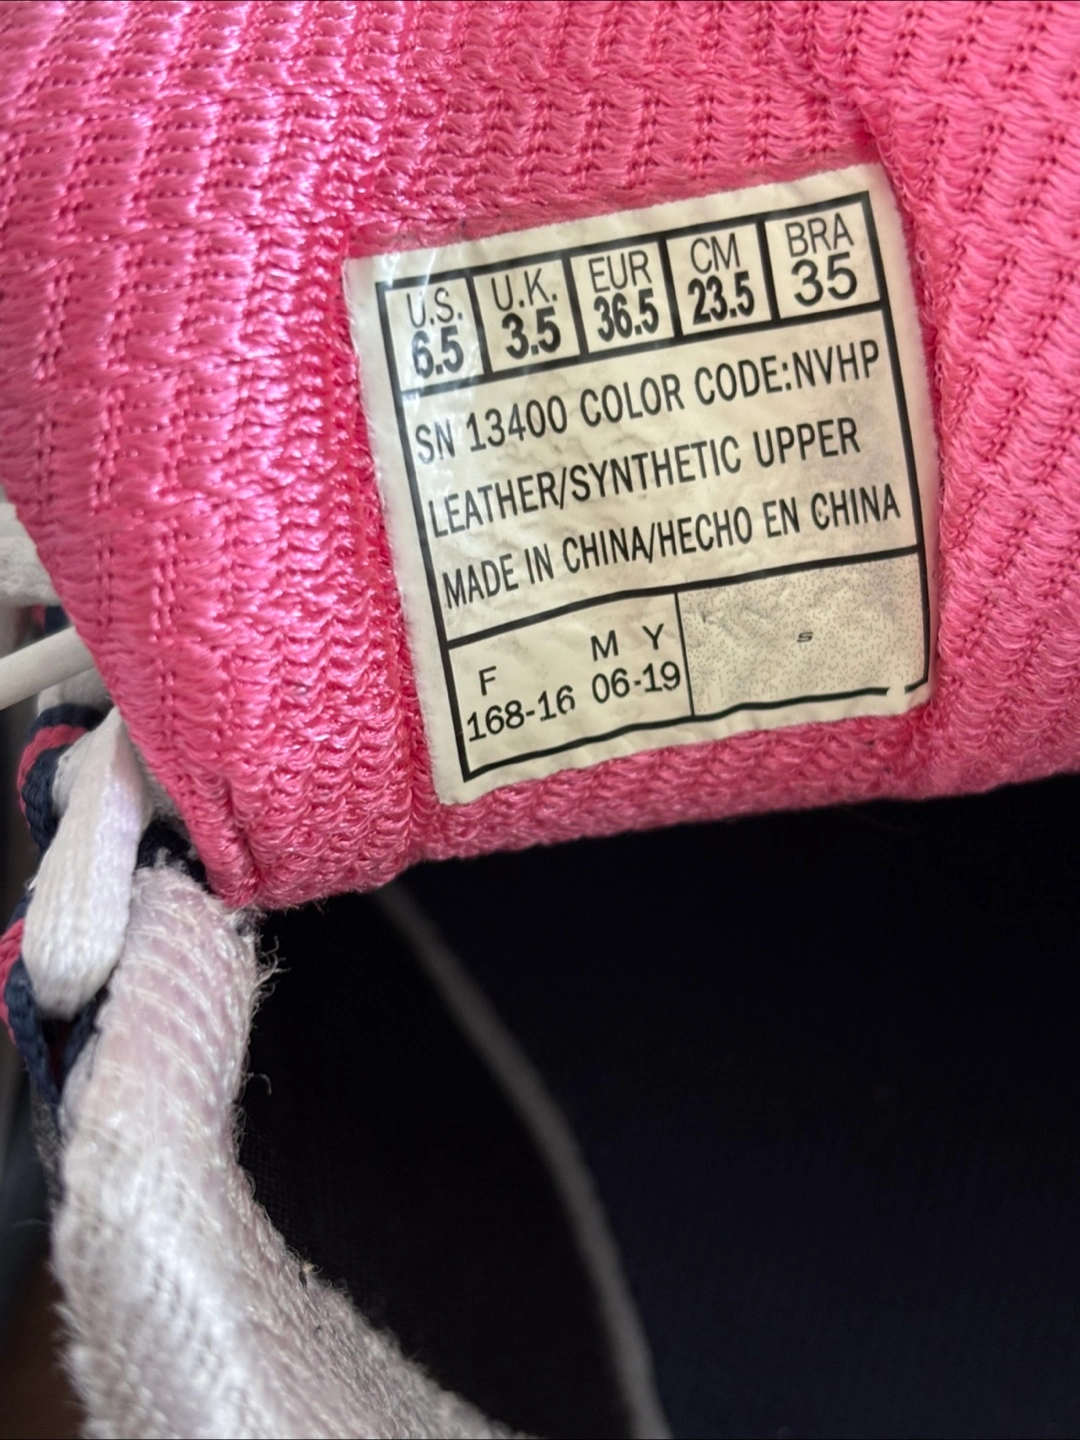 U.S. U.K. EUR CM BRA
6.5 3.5 36.5 23.5 35
SN 13400 COLOR CODE:NVHP
LEATHER/SYNTHETIC UPPER
MADE IN CHINA/HECHO EN CHINA
F M Y
168-16 06-19
S